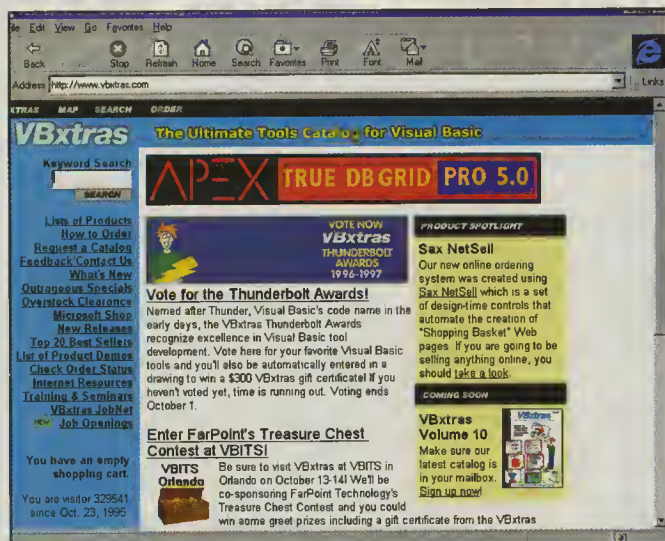 Edit View Go Favorites Help
Back Stop Refresh Home Search Favorites Print Font Mail
Address http://www.vbxtras.com Links
XTRAS MAP SEARCH ORDER
VBxtras The Ultimate Tools Catalog for Visual Basic
Keyword Search
SEARCH
Lists of Products
How to Order
Request a Catalog
Feedback/Contact Us
What's New
Outrageous Specials
Overstock Clearance
Microsoft Shop
New Releases
Top 20 Best Sellers
List of Product Demos
Check Order Status
Internet Resources
Training & Seminars
VBxtras JobNet
NEW Job Openings
You have an empty
shopping cart.
You are visitor 329541
since Oct. 23, 1995
APEX TRUE DBGRID PRO 5.0
VOTE NOW
VBxtras
THUNDERBOLT
AWARDS
1996-1997
Vote for the Thunderbolt Awards!
Named after Thunder, Visual Basic's code name in the
early days, the VBxtras Thunderbolt Awards
recognize excellence in Visual Basic tool
development. Vote here for your favorite Visual Basic
tools and you'll also be automatically entered in a
drawing to win a $300 VBxtras gift certificate! If you
haven't voted yet, time is running out. Voting ends
October 1.
Enter FarPoint's Treasure Chest
Contest at VBITS!
VBITS
Orlando
Be sure to visit VBxtras at VBITS in
Orlando on October 13-14! We'll be
co-sponsoring FarPoint Technology's
Treasure Chest Contest and you could
win some great prizes including a gift certificate from the VBxtras
PRODUCT SPOTLIGHT
Sax NetSell
Our new online ordering
system was created using
Sax NetSell which is a set
of design-time controls that
automate the creation of
"Shopping Basket" Web
pages. If you are going to be
selling anything online, you
should take a look.
COMING SOON
VBxtras
Volume 10
Make sure our
latest catalog is
in your mailbox.
Sign up now!
VBxtras